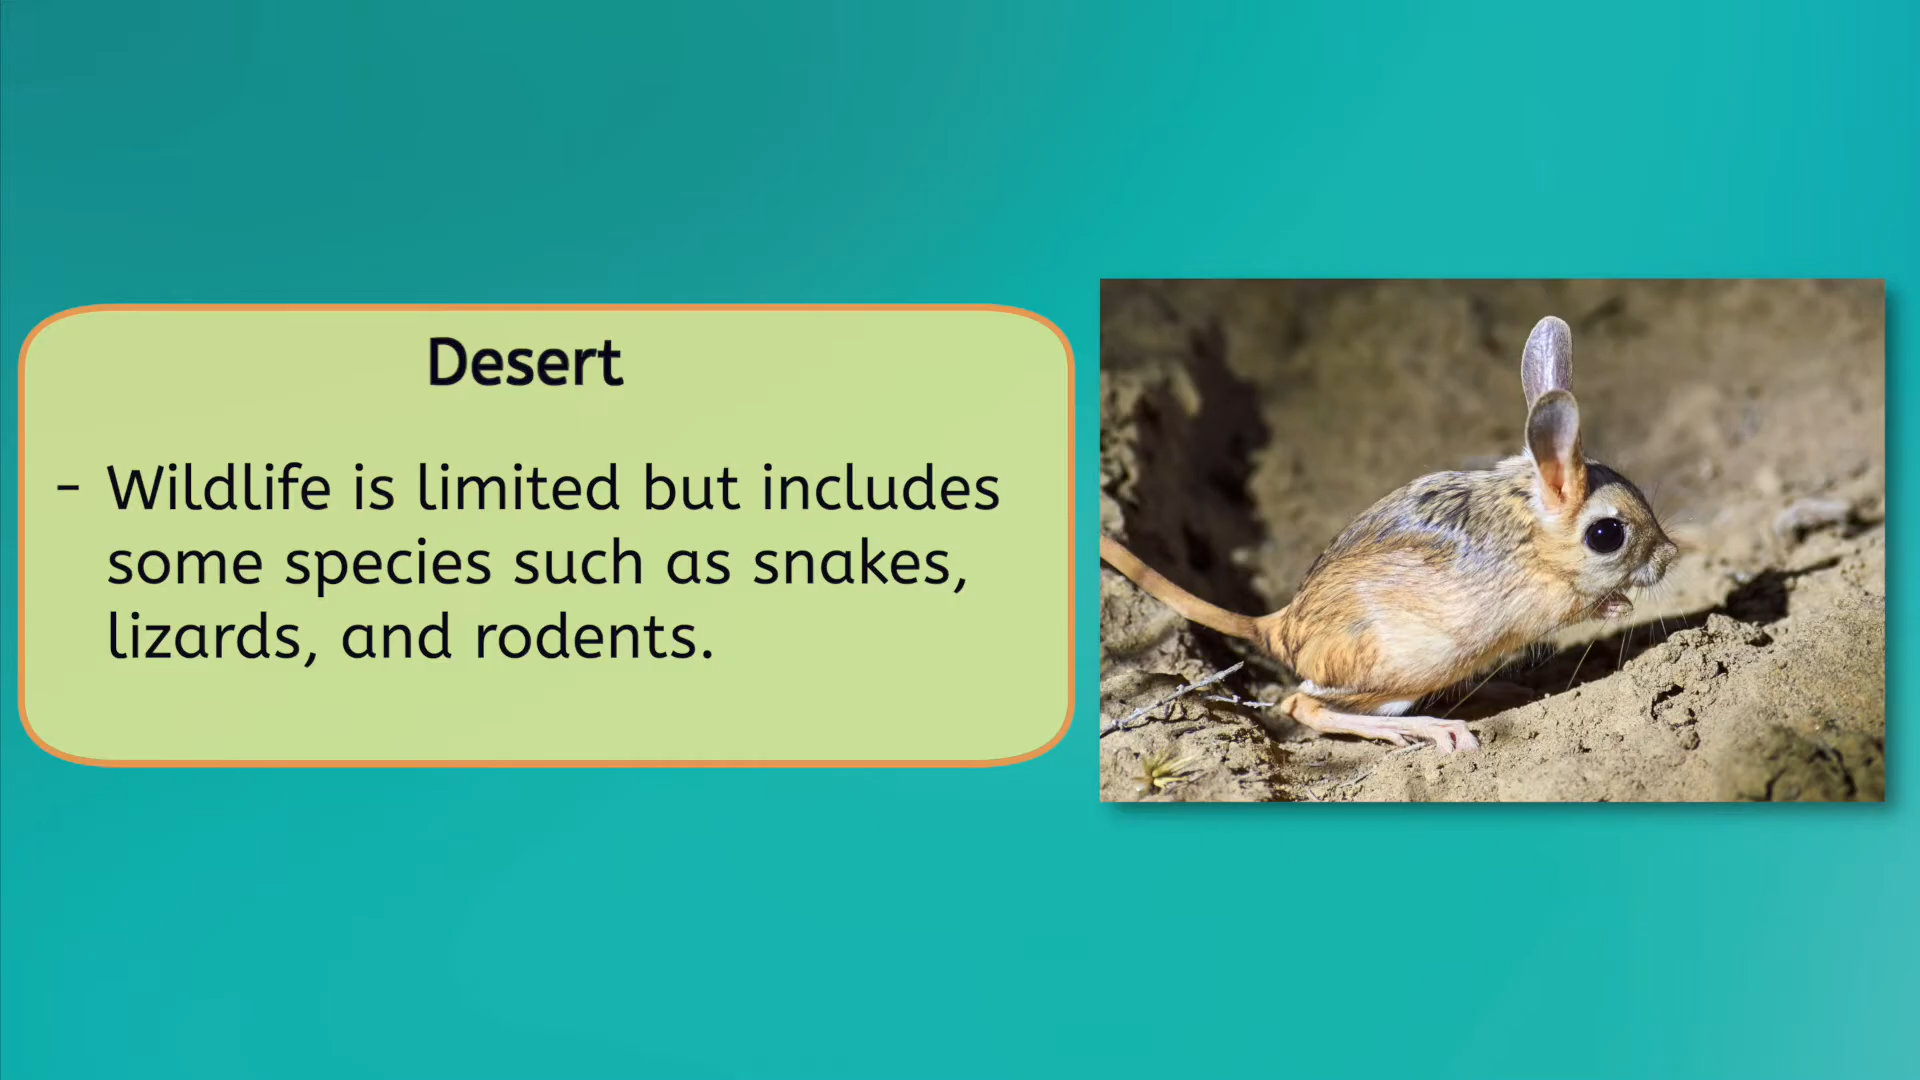 Desert
- Wildlife is limited but includes
some species such as snakes,
lizards, and rodents.